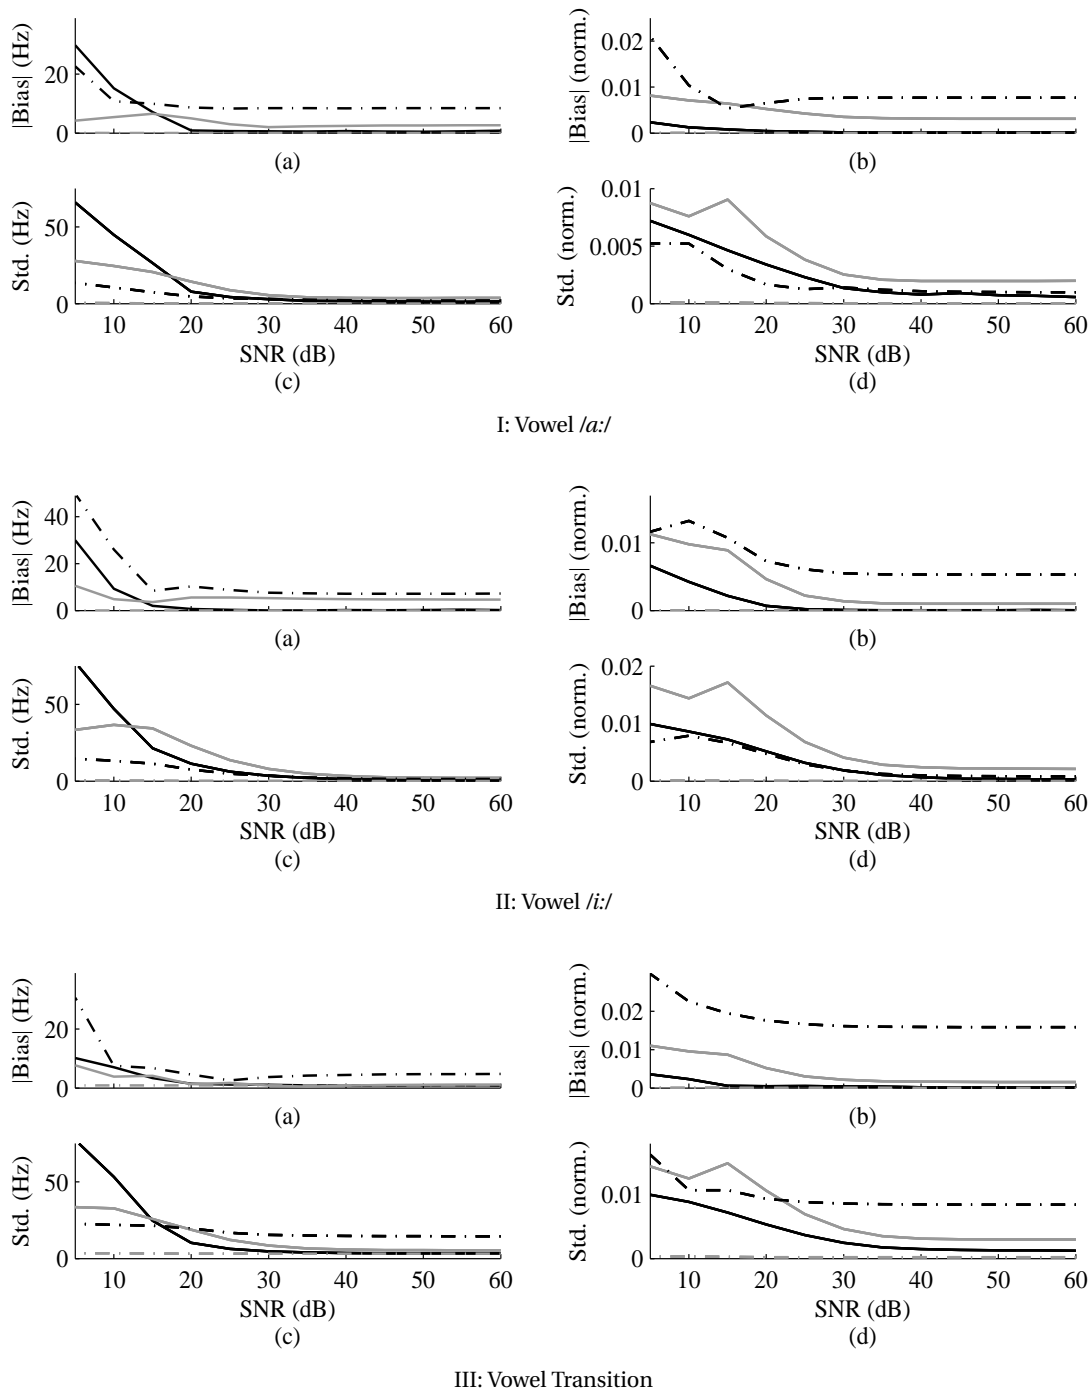 |Bias| (Hz)
20
0
(a)
|Bias| (norm.)
0.02
0.01
0
(b)
Std. (Hz)
50
0
10 20 30 40 50 60
SNR (dB)
(c)
Std. (norm.)
0.01
0.005
0
10 20 30 40 50 60
SNR (dB)
(d)
I: Vowel /a:/
|Bias| (Hz)
40
20
0
(a)
|Bias| (norm.)
0.01
0
(b)
Std. (Hz)
50
0
10 20 30 40 50 60
SNR (dB)
(c)
Std. (norm.)
0.02
0.01
0
10 20 30 40 50 60
SNR (dB)
(d)
II: Vowel /i:/
|Bias| (Hz)
20
0
(a)
|Bias| (norm.)
0.02
0.01
0
(b)
Std. (Hz)
50
0
10 20 30 40 50 60
SNR (dB)
(c)
Std. (norm.)
0.01
0
10 20 30 40 50 60
SNR (dB)
(d)
III: Vowel Transition